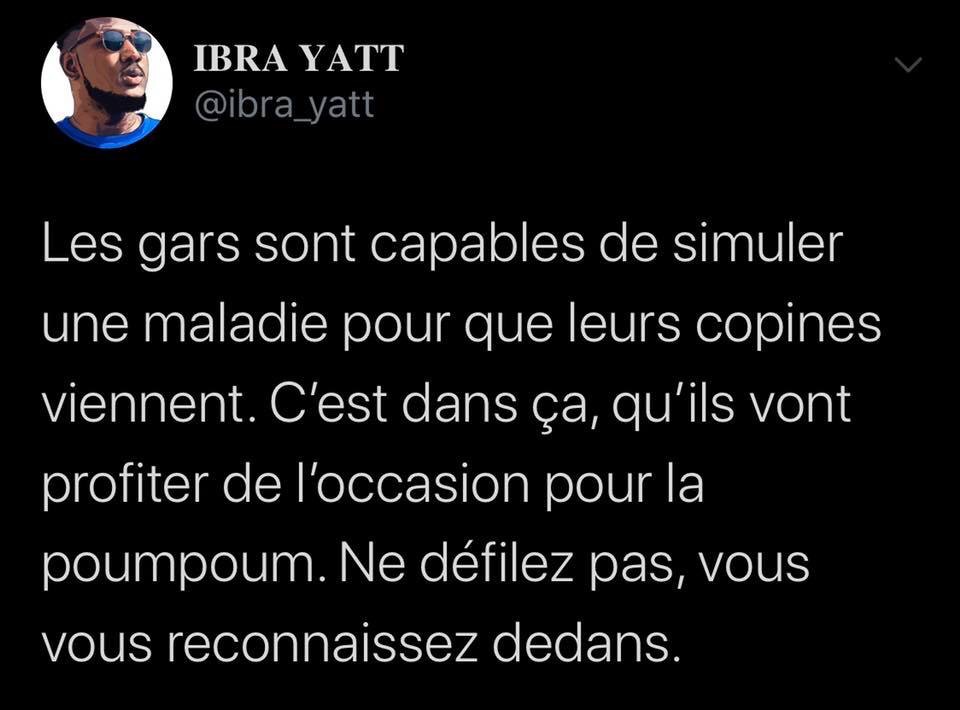 IBRA YATT
@ibra_yatt
Les gars sont capables de simuler
une maladie pour que leurs copines
viennent. C’est dans ça, qu’ils vont
profiter de l’occasion pour la
poumpoum. Ne défilez pas, vous
vous reconnaissez dedans.